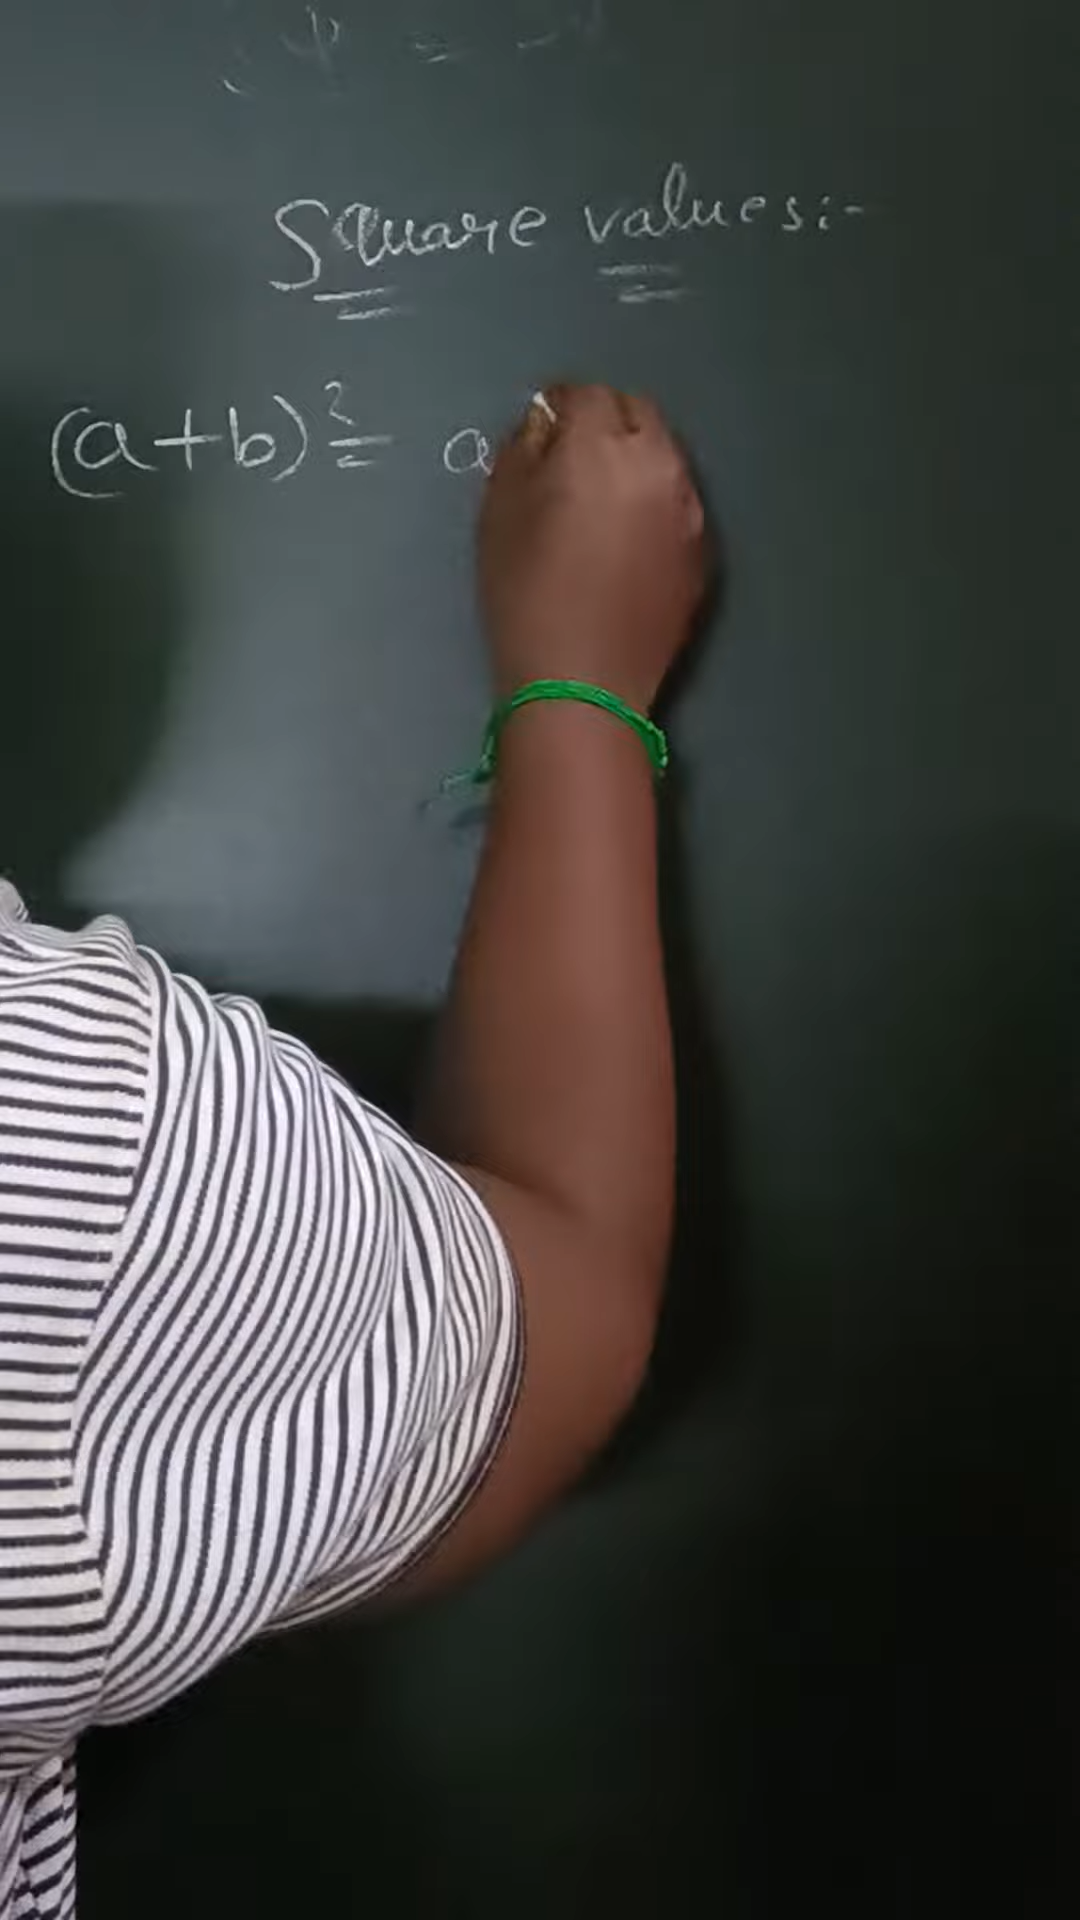 Square values:-
(a+b)² = a